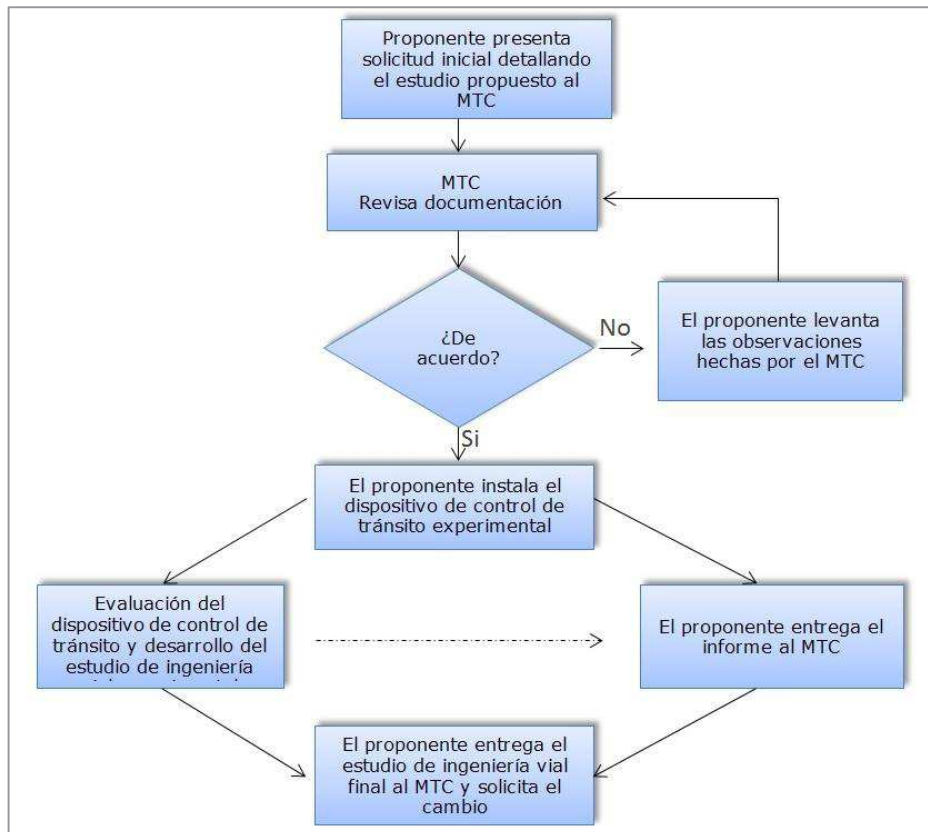 Proponente presenta
solicitud inicial detallando
el estudio propuesto al
MTC
MTC
Revisa documentación
¿De
acuerdo?
No
El proponente levanta
las observaciones
hechas por el MTC
Si
El proponente instala el
dispositivo de control de
tránsito experimental
Evaluación del
dispositivo de control de
tránsito y desarrollo del
estudio de ingeniería
El proponente entrega el
informe al MTC
El proponente entrega el
estudio de ingeniería vial
final al MTC y solicita el
cambio